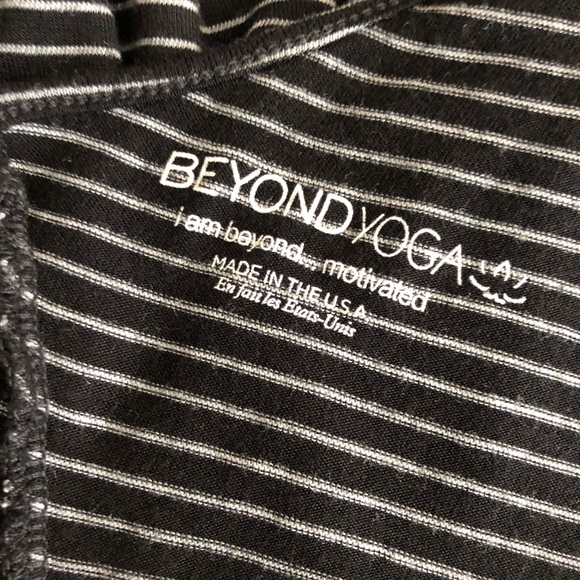 BEYOND YOGA
i am beyond... motivated
MADE IN THE U.S.A
En fait les Etats-Unis